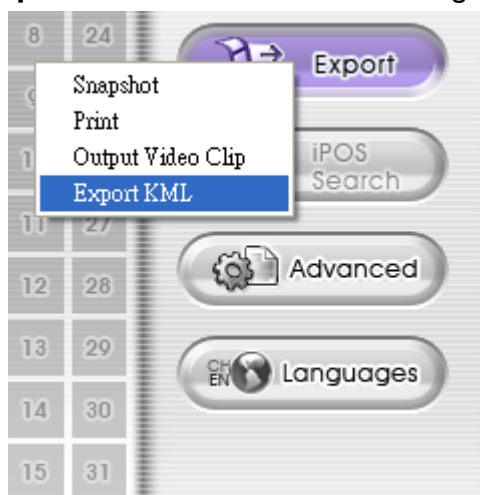 8 24
Export
Snapshot
Print
Output Video Clip
Export KML
iPOS
Search
11 27
12 28
Advanced
13 29
CH
EN
Languages
14 30
15 31